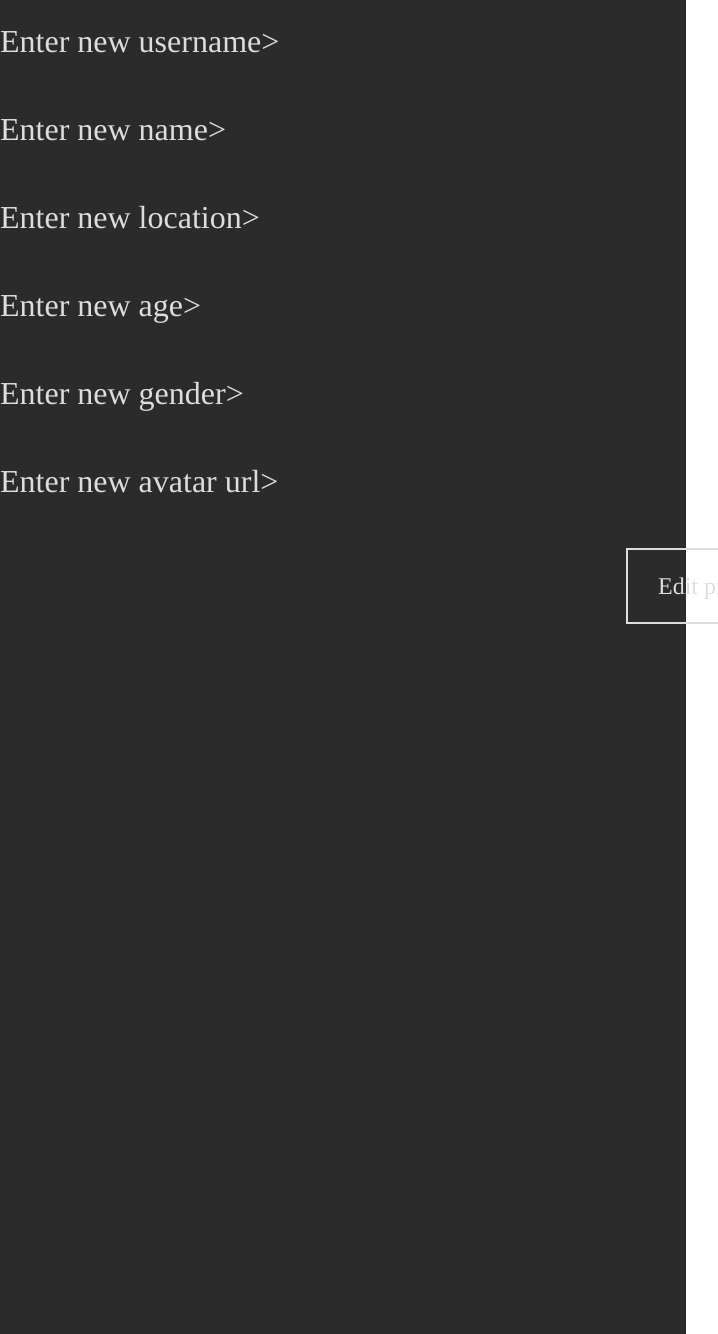 Enter new username>
Enter new name>
Enter new location>
Enter new age>
Enter new gender>
Enter new avatar url>
Edit p